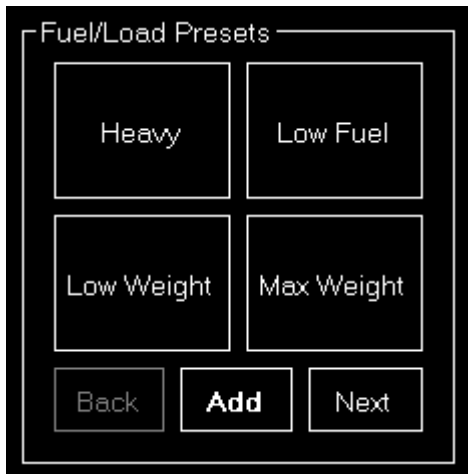 Fuel/Load Presets
Heavy
Low Fuel
Low Weight
Max Weight
Back
Add
Next